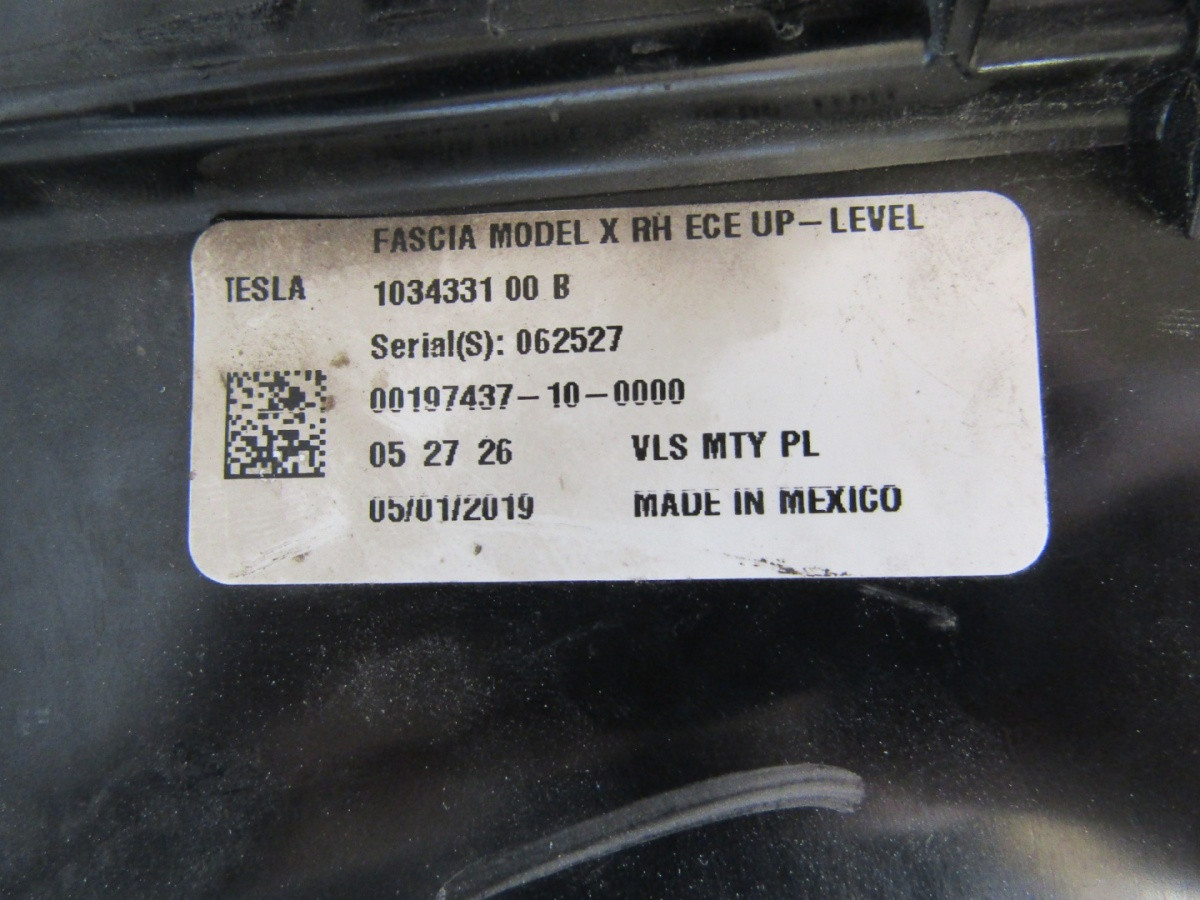 FASCIA MODEL X RH ECE UP-LEVEL
TESLA 1034331 00 B
Serial(S): 062527
00197437-10-0000
05 27 26 VLS MTY PL
05/01/2019 MADE IN MEXICO